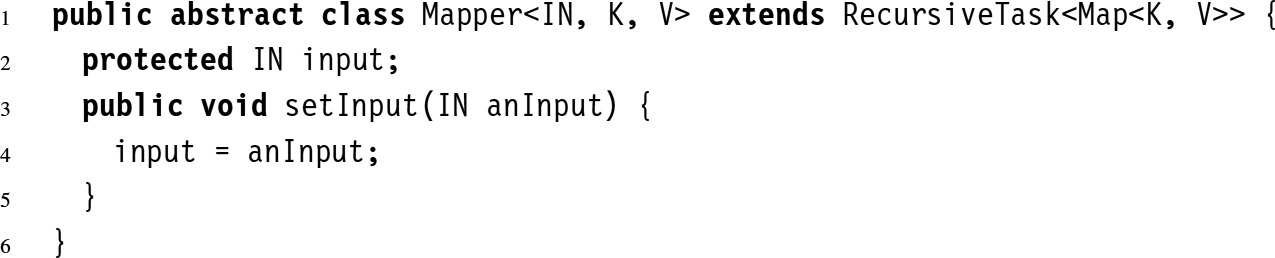 1 public abstract class Mapper<IN, K, V> extends RecursiveTask<Map<K, V>> {
2 protected IN input;
3 public void setInput(IN anInput) {
4 input = anInput;
5 }
6 }